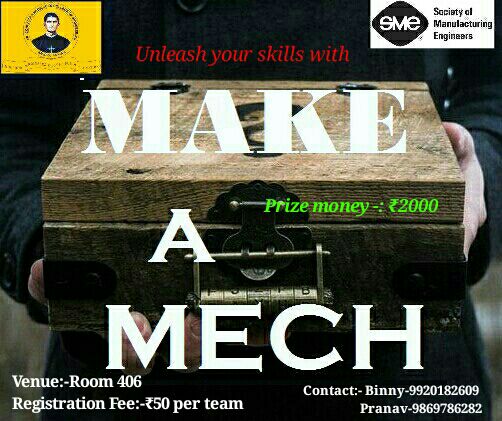 SME
Society of
Manufacturing
Engineers
Unleash your skills with
MAKE
Prize money -: ₹2000
A
MECH
Venue:-Room 406
Registration Fee:-₹50 per team
Contact:- Binny-9920182609
Pranav-9869786282